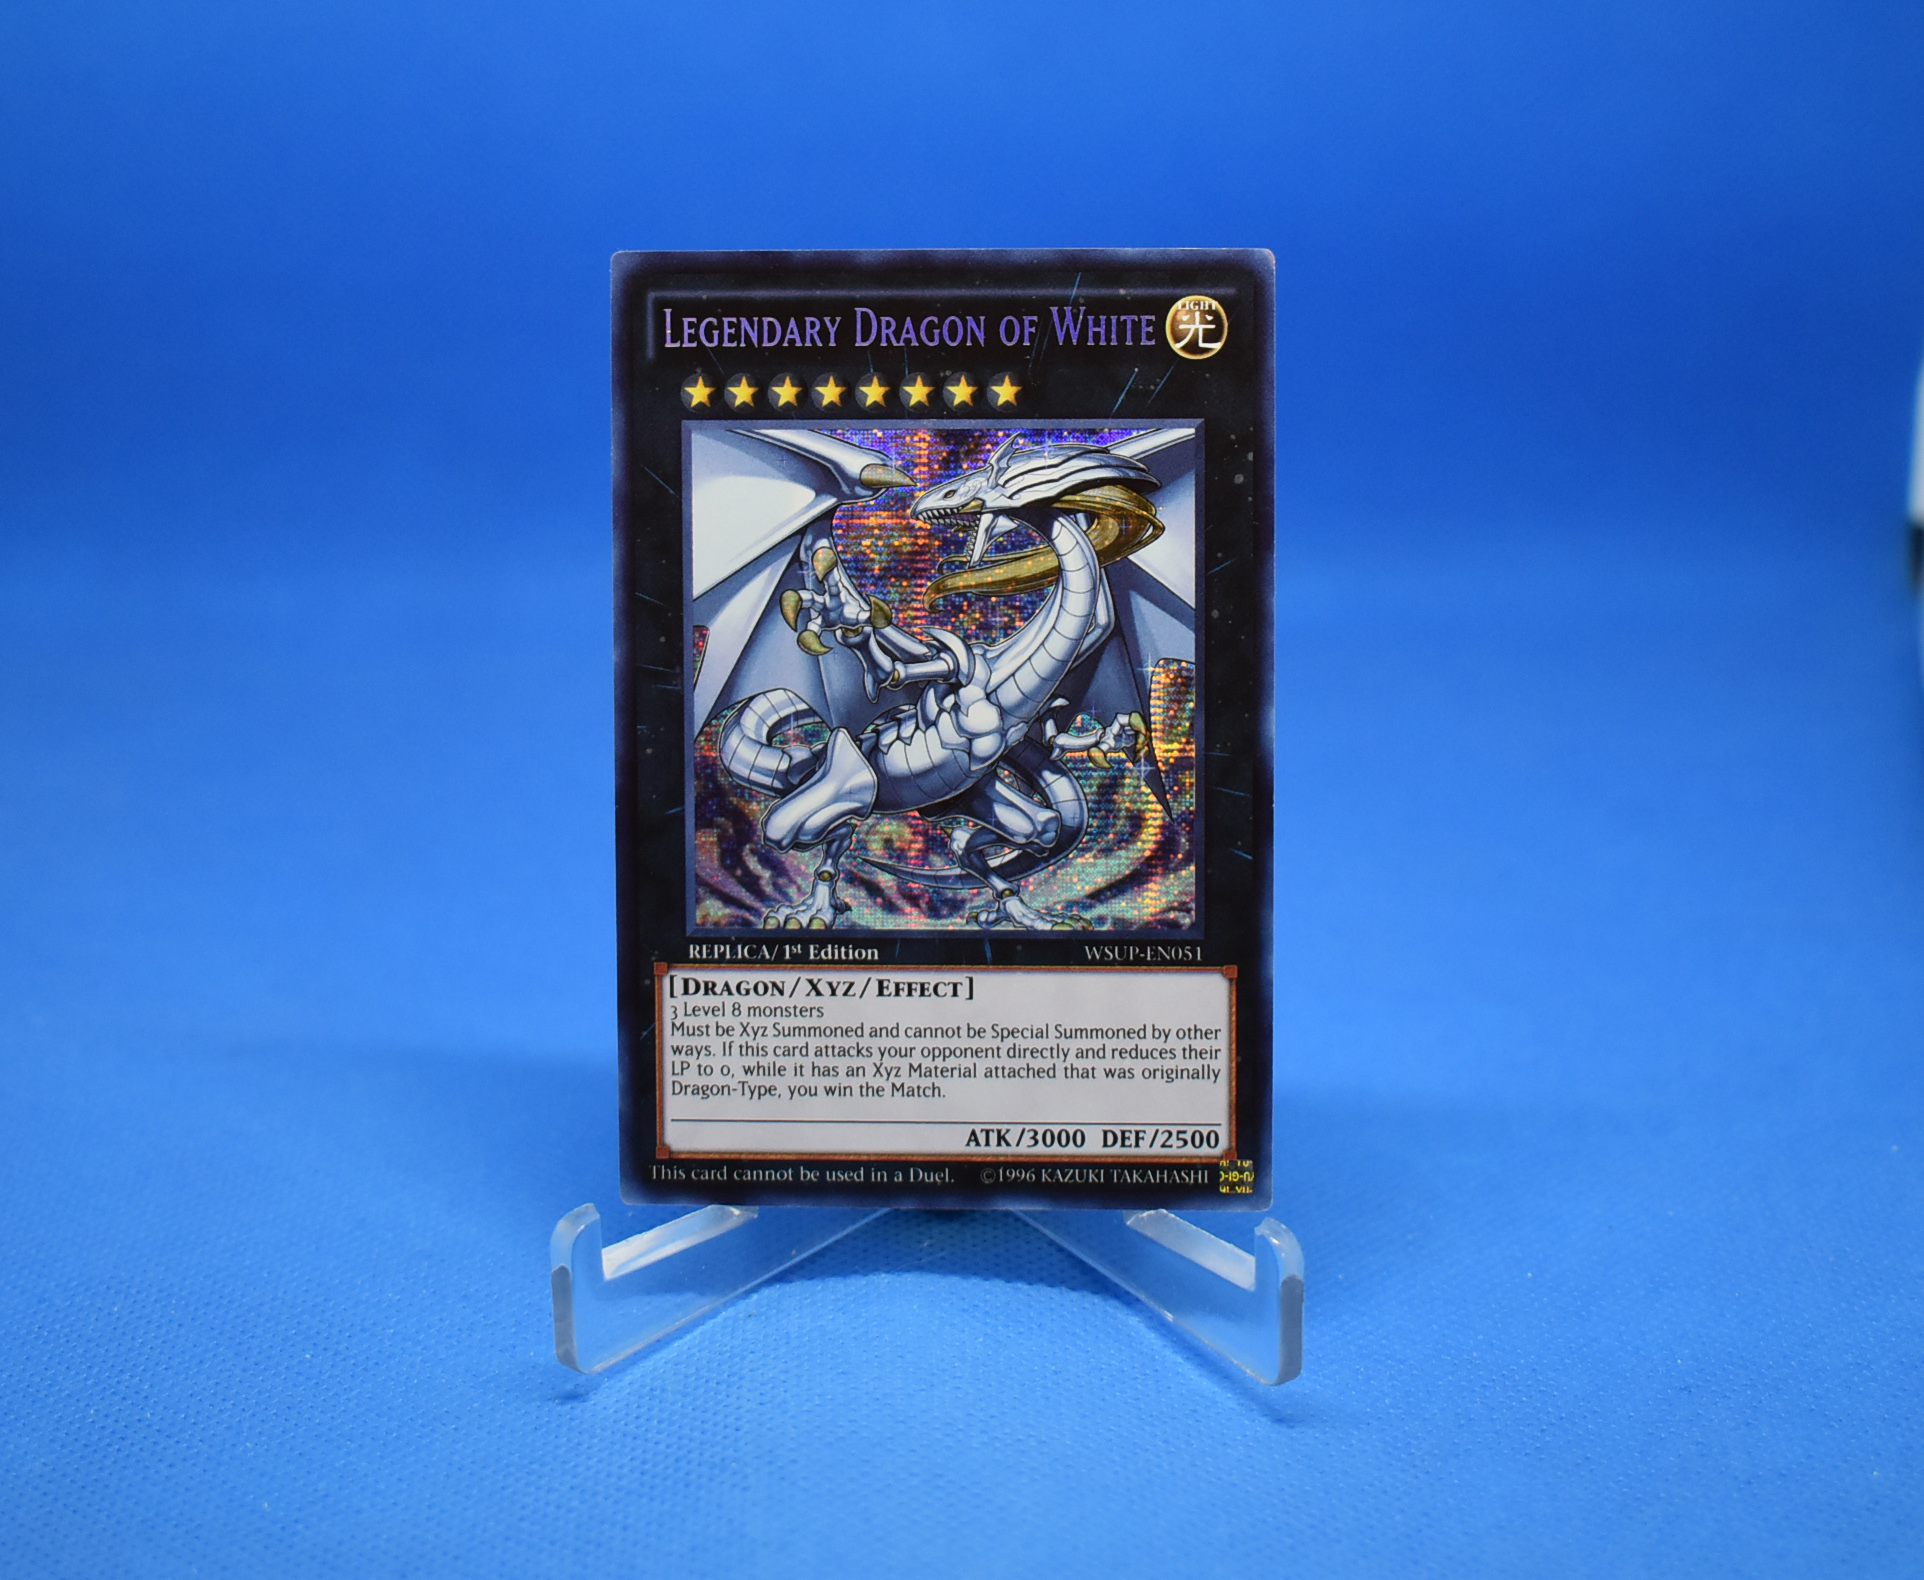 LEGENDARY DRAGON OF WHITE
LIGHT
光
REPLICA/1st Edition WSUP-EN051
[DRAGON/XYZ/EFFECT]
3 Level 8 monsters
Must be Xyz Summoned and cannot be Special Summoned by other
ways. If this card attacks your opponent directly and reduces their
LP to 0, while it has an Xyz Material attached that was originally
Dragon-Type, you win the Match.
ATK/3000 DEF/2500
This card cannot be used in a Duel. ©1996 KAZUKI TAKAHASHI